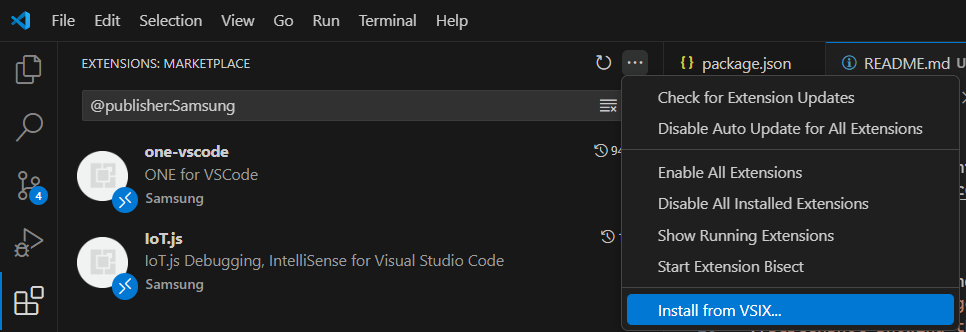 File Edit Selection View Go Run Terminal Help
EXTENSIONS: MARKETPLACE
{} package.json
README.md U
@publisher:Samsung
Check for Extension Updates
Disable Auto Update for All Extensions
one-vscode
94
ONE for VSCode
Samsung
Enable All Extensions
Disable All Installed Extensions
4
IoT.js
IoT.js Debugging, IntelliSense for Visual Studio Code
Samsung
Show Running Extensions
Start Extension Bisect
Install from VSIX...